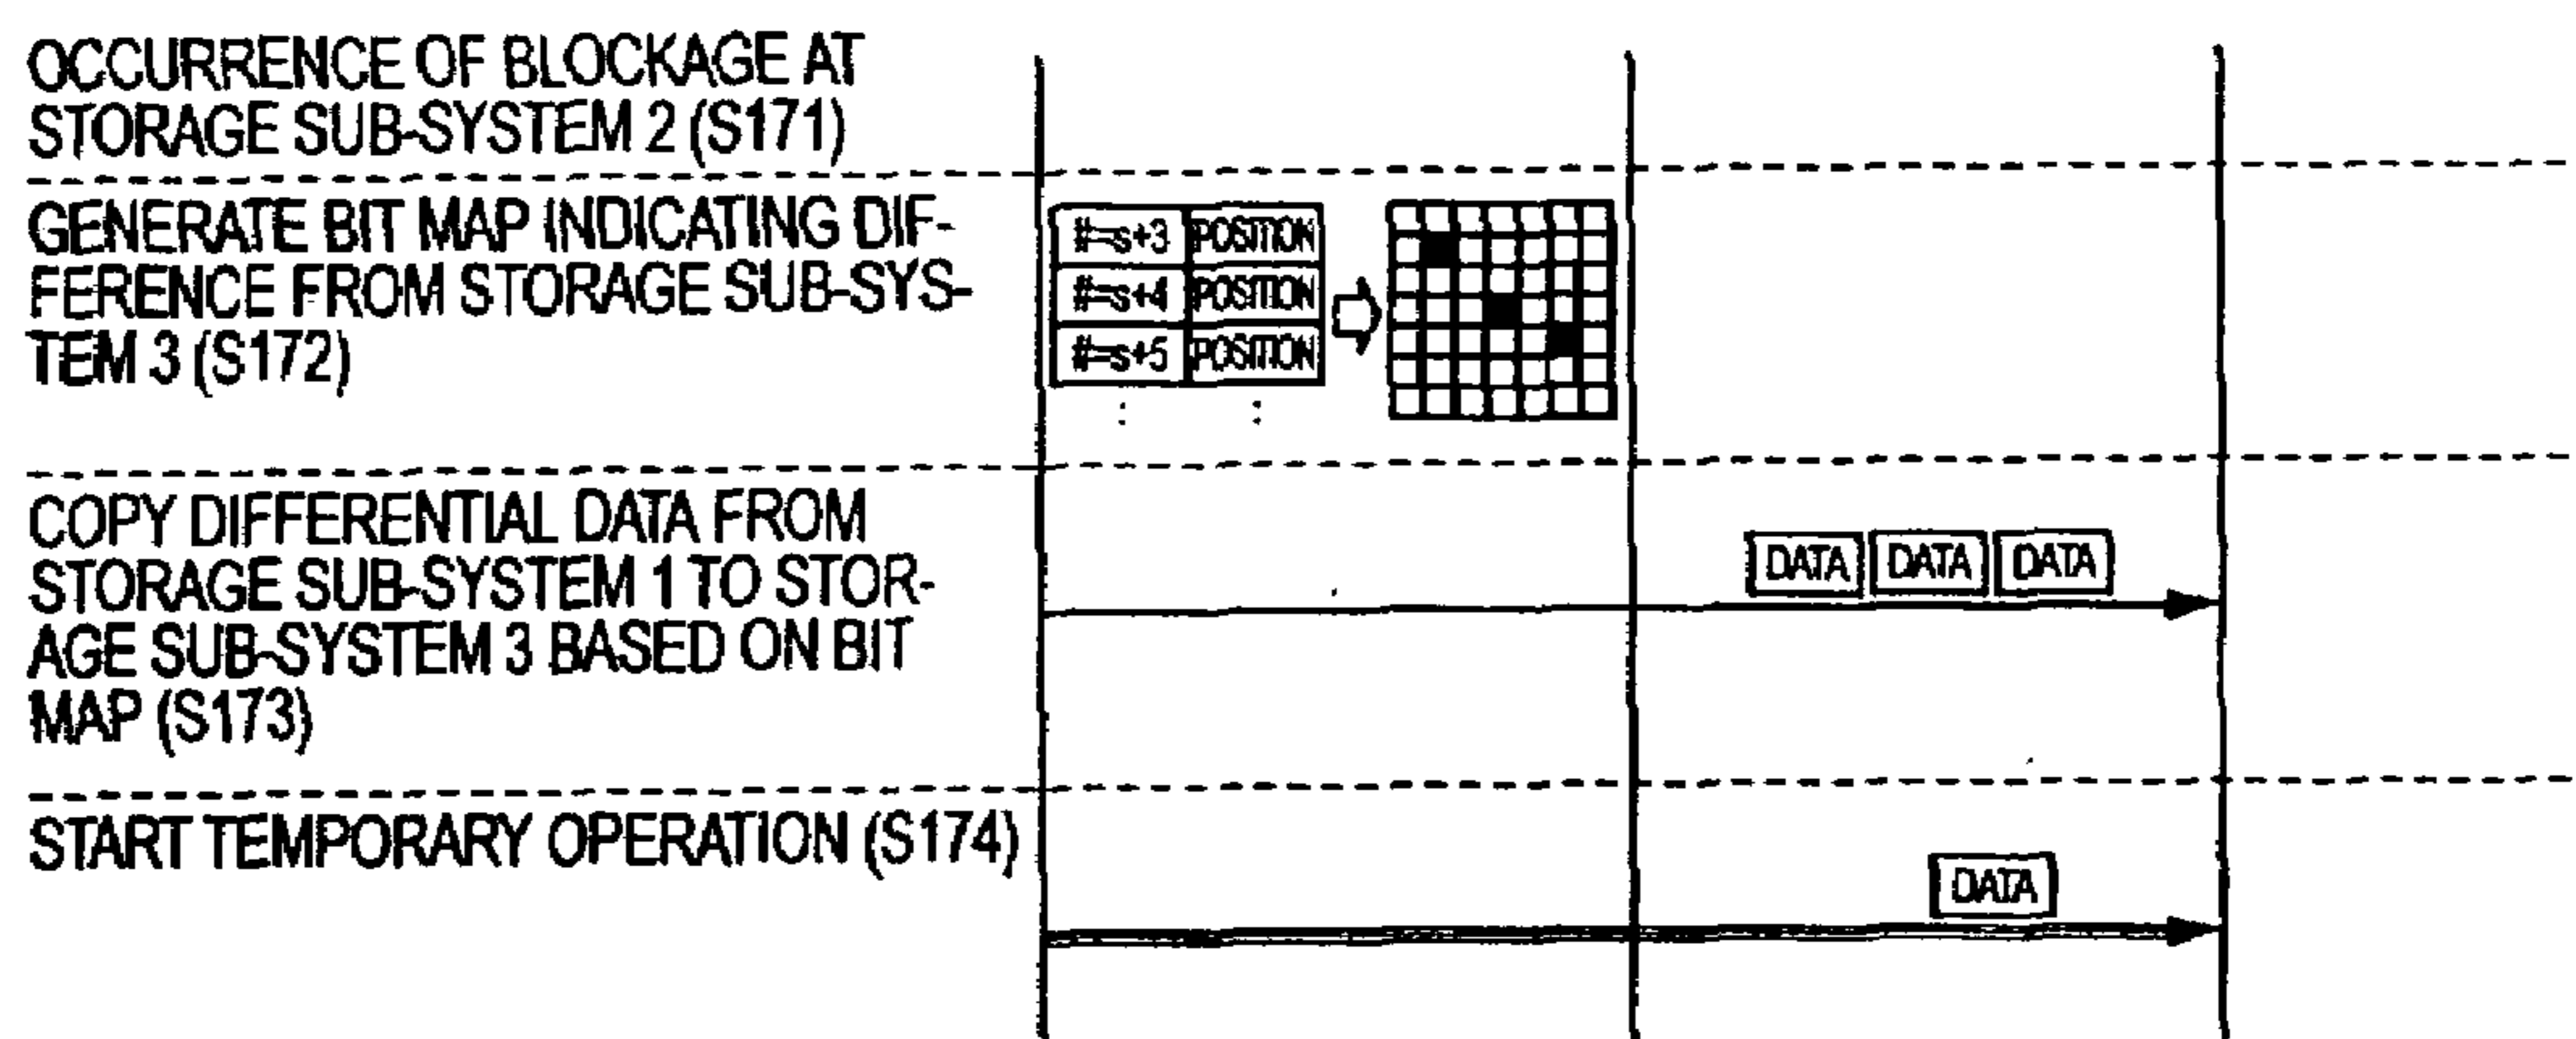 OCCURRENCE OF BLOCKAGE AT
STORAGE SUB-SYSTEM 2 (S171)
GENERATE BIT MAP INDICATING DIF-
FERENCE FROM STORAGE SUB-SYS-
TEM 3 (S172)
#=s+3 POSITION
#=s+4 POSITION
#=s+5 POSITION
: :
COPY DIFFERENTIAL DATA FROM
STORAGE SUB-SYSTEM 1 TO STOR-
AGE SUB-SYSTEM 3 BASED ON BIT
MAP (S173)
DATA DATA DATA
START TEMPORARY OPERATION (S174)
DATA